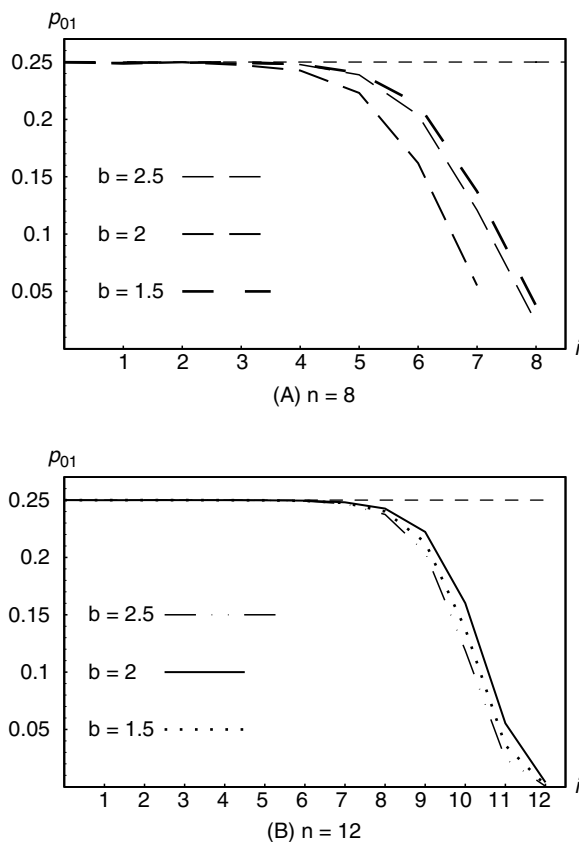 p01
0.25
0.2
0.15
b = 2.5
0.1
b = 2
0.05
b = 1.5
1 2 3 4 5 6 7 8
i
(A) n = 8
p01
0.25
0.2
0.15
b = 2.5
0.1
b = 2
0.05
b = 1.5
1 2 3 4 5 6 7 8 9 10 11 12
i
(B) n = 12